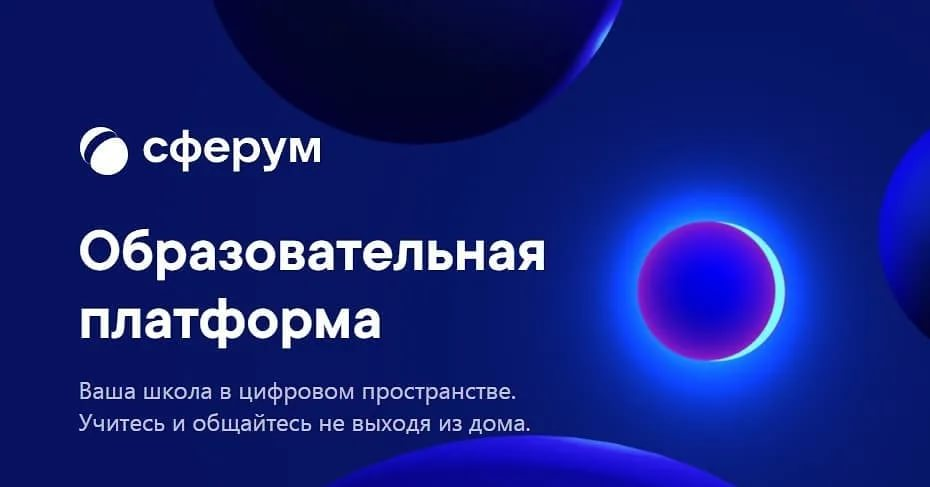 сферум
Образовательная
платформа
Ваша школа в цифровом пространстве.
Учитесь и общайтесь не выходя из дома.